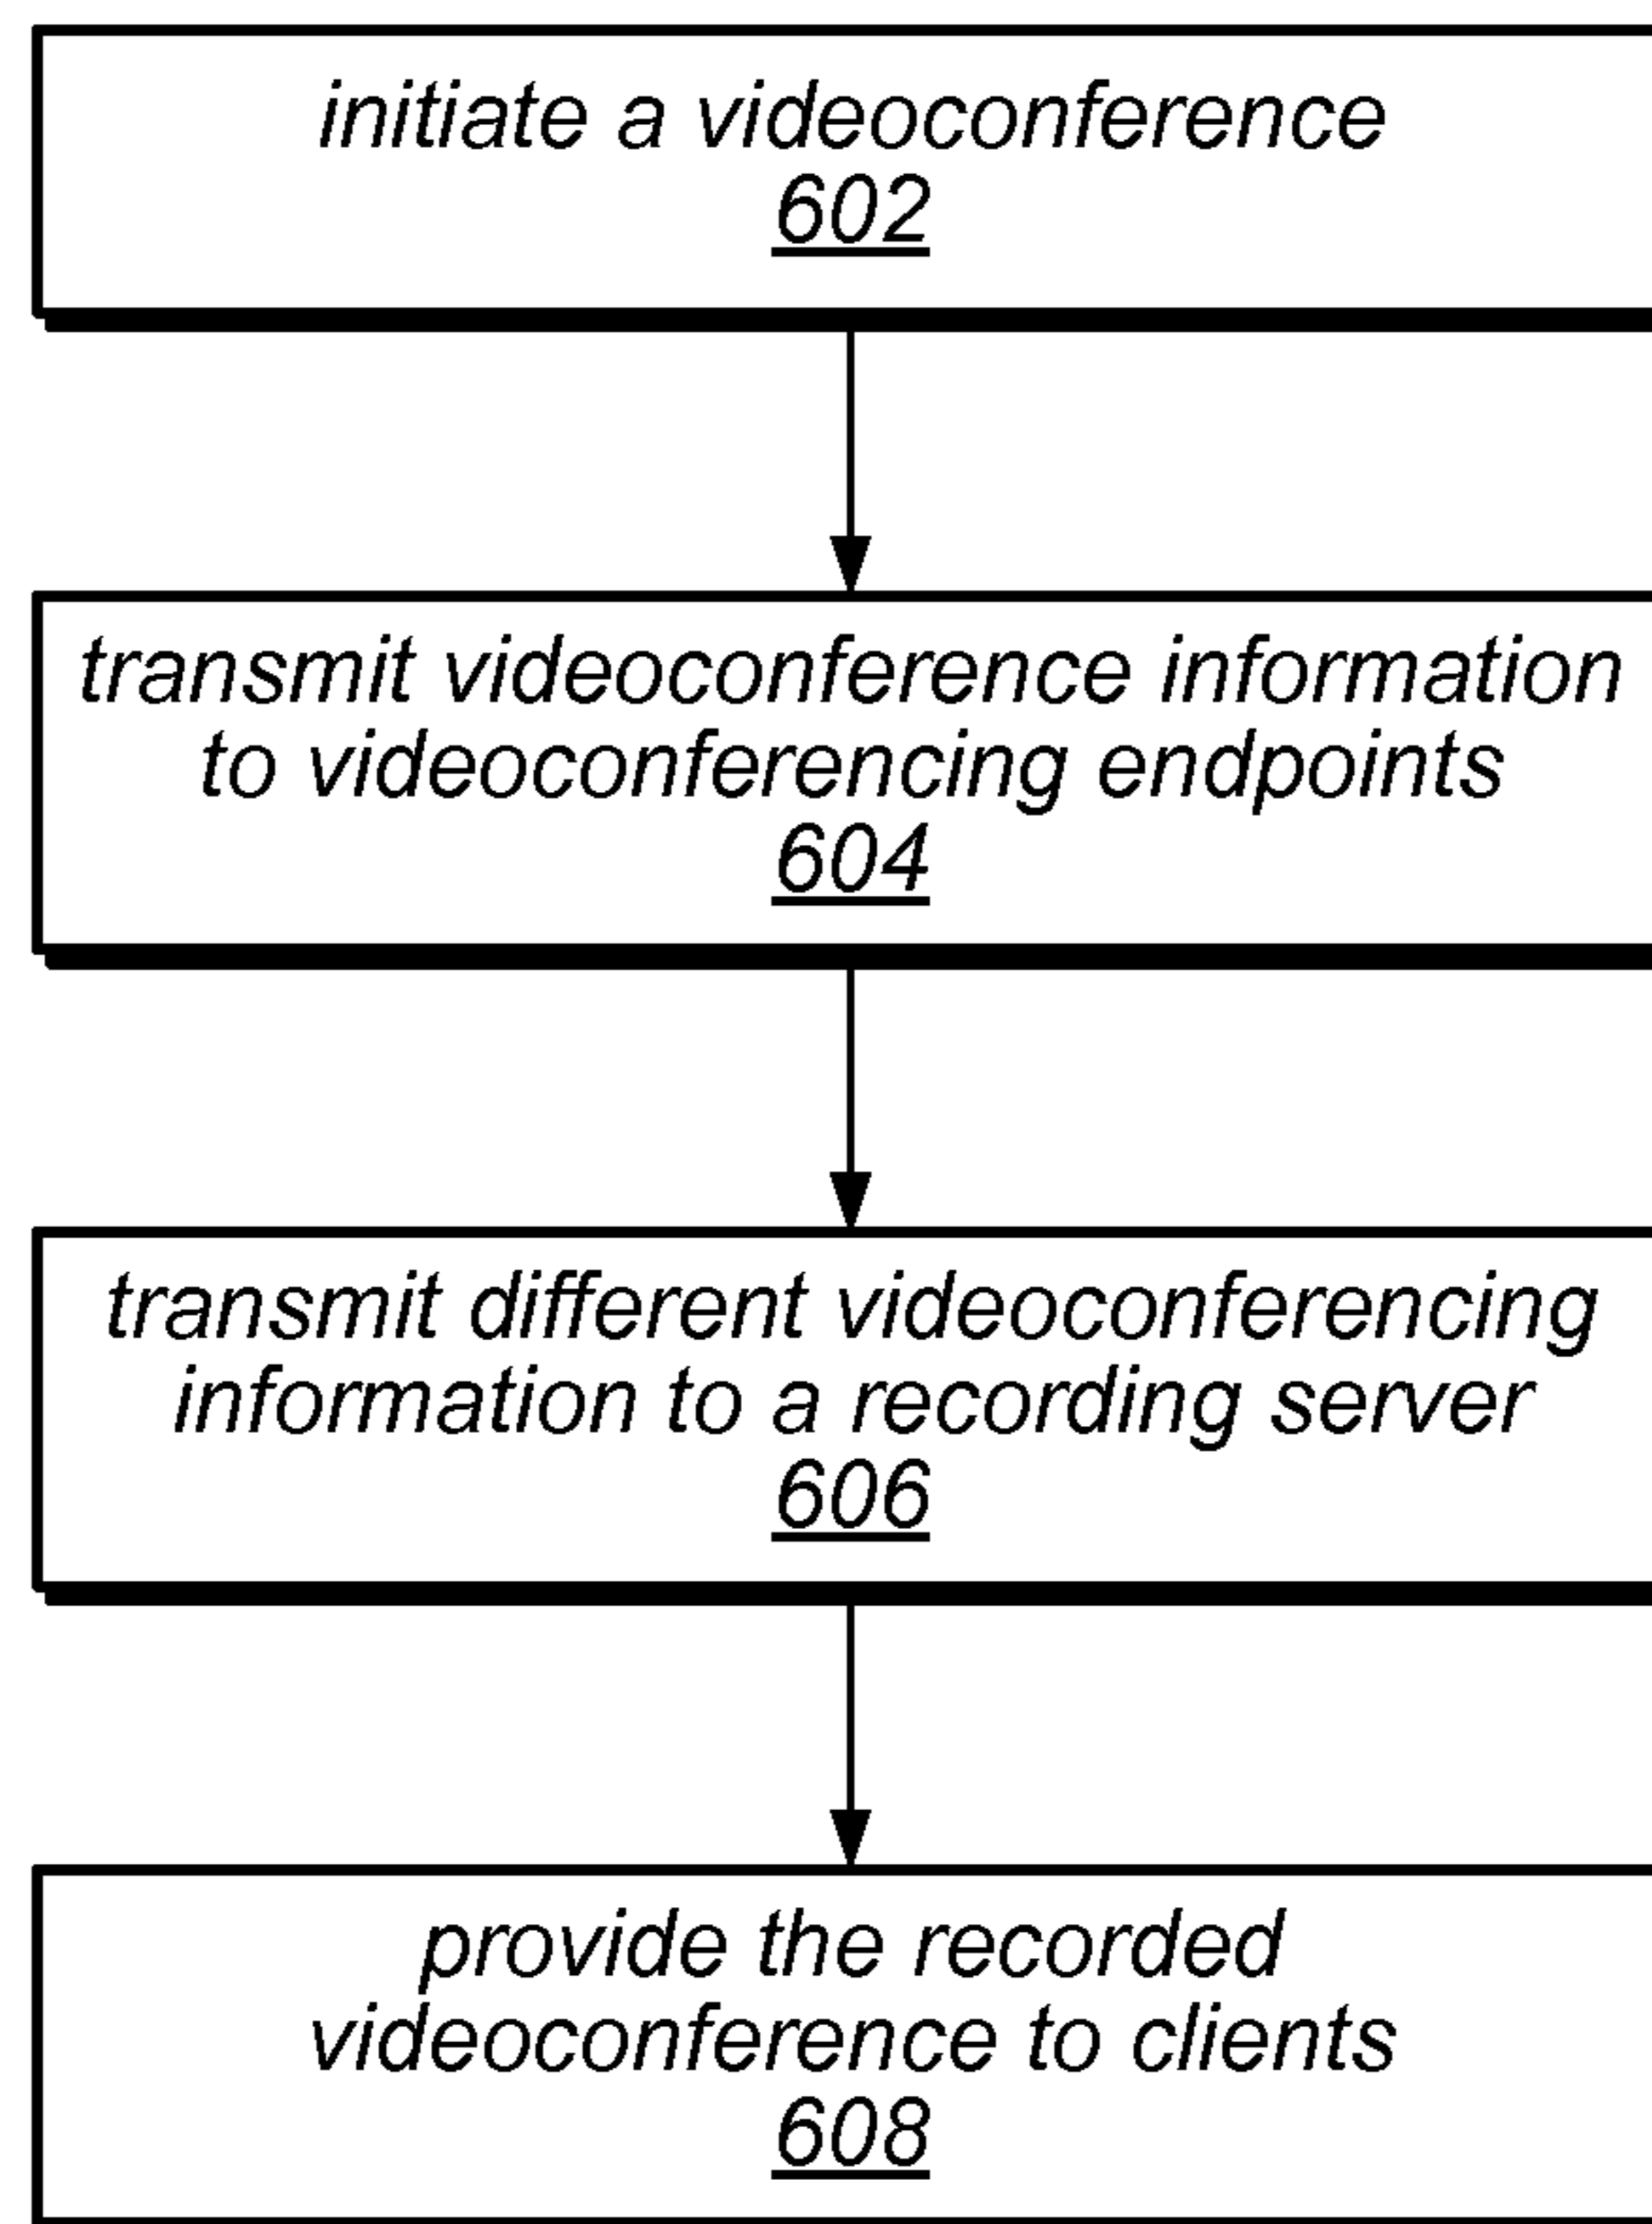 initiate a videoconference
602
transmit videoconference information
to videoconferencing endpoints
604
transmit different videoconferencing
information to a recording server
606
provide the recorded
videoconference to clients
608